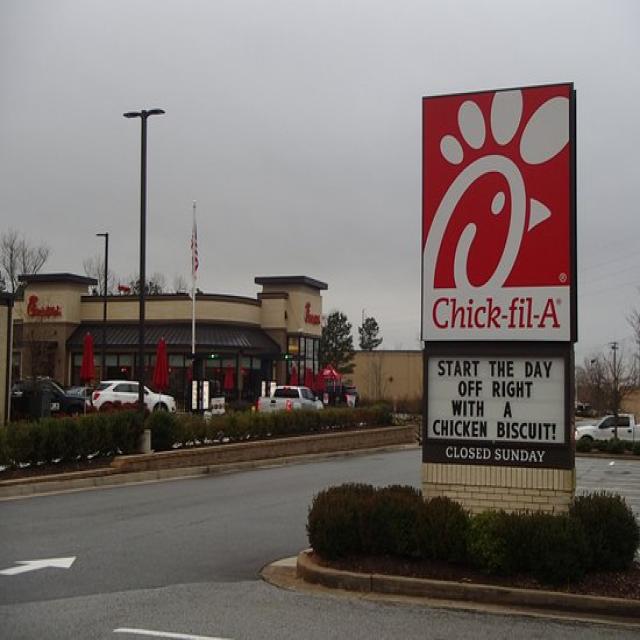 Chick-fil-A®
START THE DAY
OFF RIGHT
WITH A
CHICKEN BISCUIT!
CLOSED SUNDAY